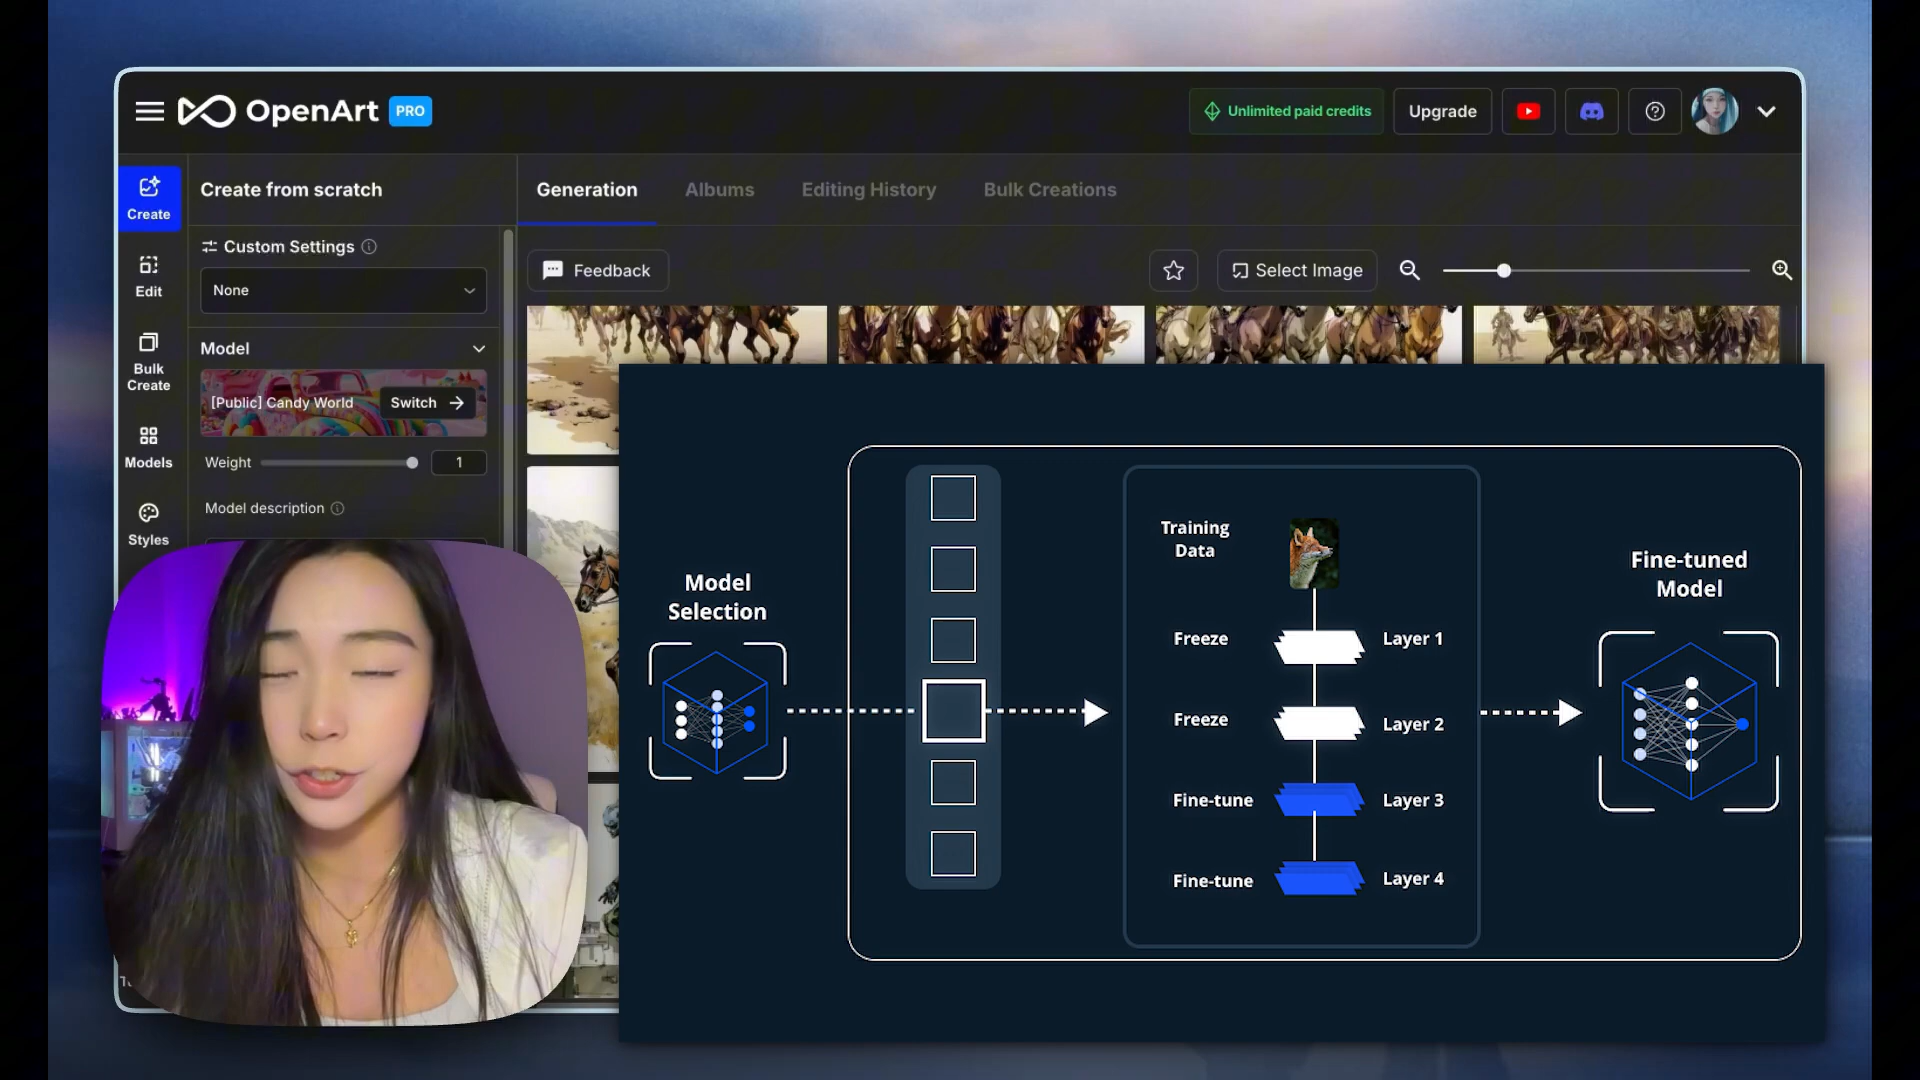 OpenArt PRO
Unlimited paid credits
Upgrade
Create
Edit
Bulk
Create
Models
Styles
Create from scratch
Custom Settings
None
Model
[Public] Candy World
Switch
Weight
1
Model description
Generation
Albums
Editing History
Bulk Creations
Feedback
Select Image
Model
Selection
Training
Data
Freeze
Layer 1
Freeze
Layer 2
Fine-tune
Layer 3
Fine-tune
Layer 4
Fine-tuned
Model